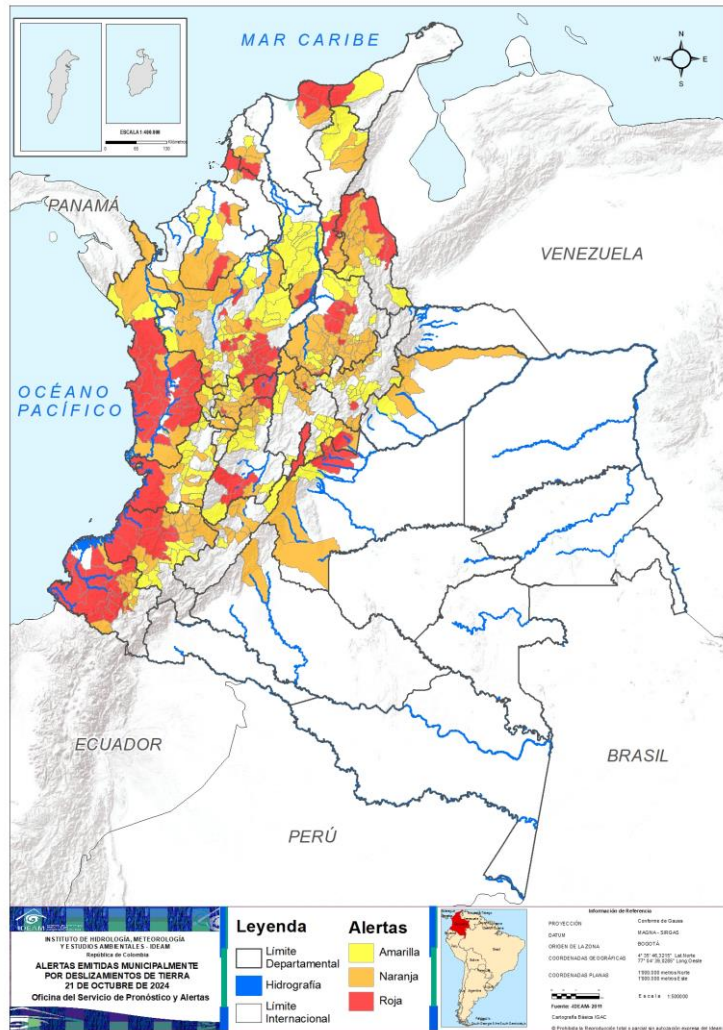 MAR CARIBE
N
W
E
S
ESCALA 1:400.000
PANAMÁ
VENEZUELA
OCÉANO
PACÍFICO
ECUADOR
BRASIL
PERÚ
IDEAM
INSTITUTO DE HIDROLOGÍA, METEOROLOGÍA
Y ESTUDIOS AMBIENTALES - IDEAM
República de Colombia
ALERTAS EMITIDAS MUNICIPALMENTE
POR DESLIZAMIENTOS DE TIERRA
21 DE OCTUBRE DE 2024
Oficina del Servicio de Pronóstico y Alertas
Leyenda
Límite
Departamental
Hidrografía
Límite
Internacional
Alertas
Amarilla
Naranja
Roja
Información de Referencia
PROYECCIÓN Conforme de Gauss
DATUM MAGNA - SIRGAS
ORIGEN DE LA ZONA BOGOTÁ
COORDENADAS GEOGRÁFICAS
COORDENADAS PLANAS
Escala
Fuente: IDEAM 2019
Cartografía Básica IGAC